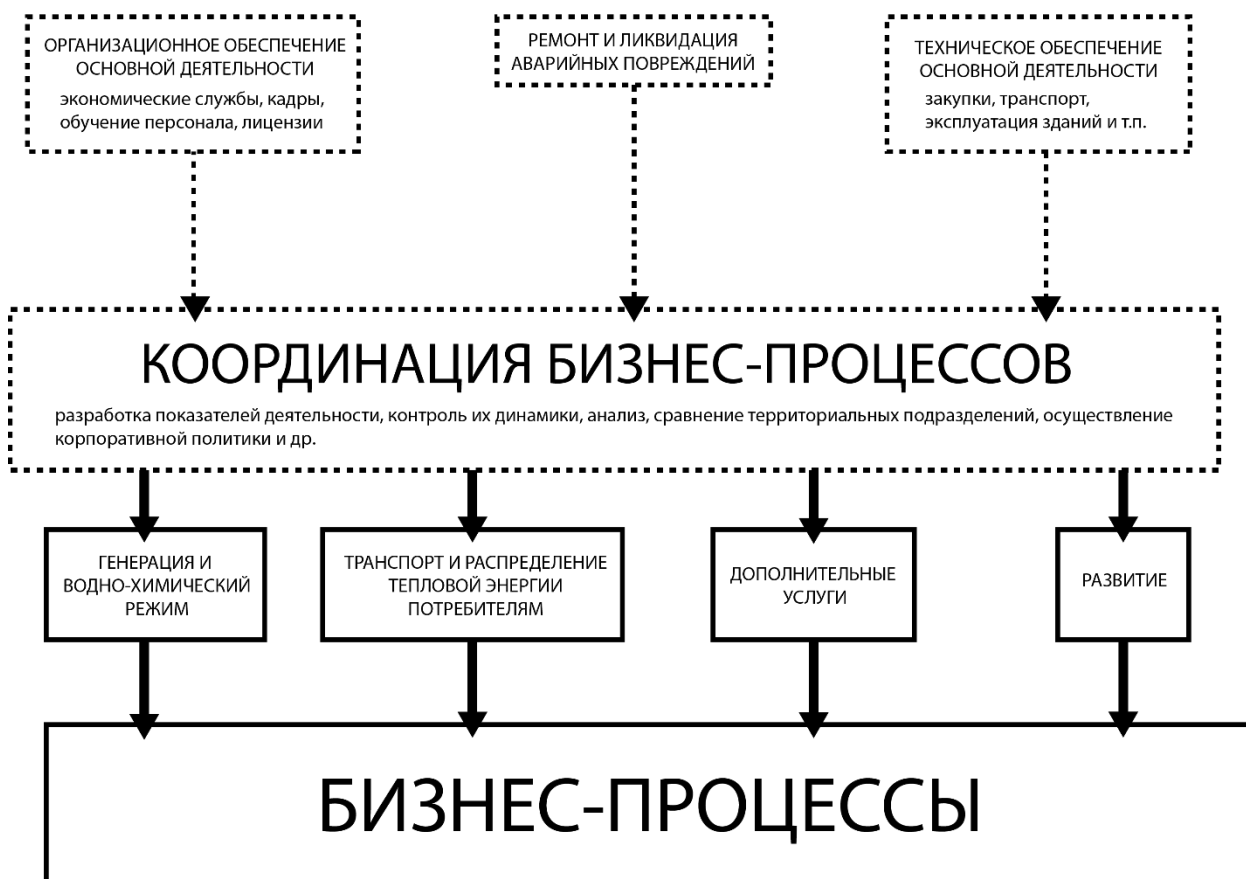 ОРГАНИЗАЦИОННОЕ ОБЕСПЕЧЕНИЕ
ОСНОВНОЙ ДЕЯТЕЛЬНОСТИ
экономические службы, кадры,
обучение персонала, лицензии
РЕМОНТ И ЛИКВИДАЦИЯ
АВАРИЙНЫХ ПОВРЕЖДЕНИЙ
ТЕХНИЧЕСКОЕ ОБЕСПЕЧЕНИЕ
ОСНОВНОЙ ДЕЯТЕЛЬНОСТИ
закупки, транспорт,
эксплуатация зданий и т.п.
КООРДИНАЦИЯ БИЗНЕС-ПРОЦЕССОВ
разработка показателей деятельности, контроль их динамики, анализ, сравнение территориальных подразделений, осуществление
корпоративной политики и др.
ГЕНЕРАЦИЯ И
ВОДНО-ХИМИЧЕСКИЙ
РЕЖИМ
ТРАНСПОРТ И РАСПРЕДЕЛЕНИЕ
ТЕПЛОВОЙ ЭНЕРГИИ
ПОТРЕБИТЕЛЯМ
ДОПОЛНИТЕЛЬНЫЕ
УСЛУГИ
РАЗВИТИЕ
БИЗНЕС-ПРОЦЕССЫ